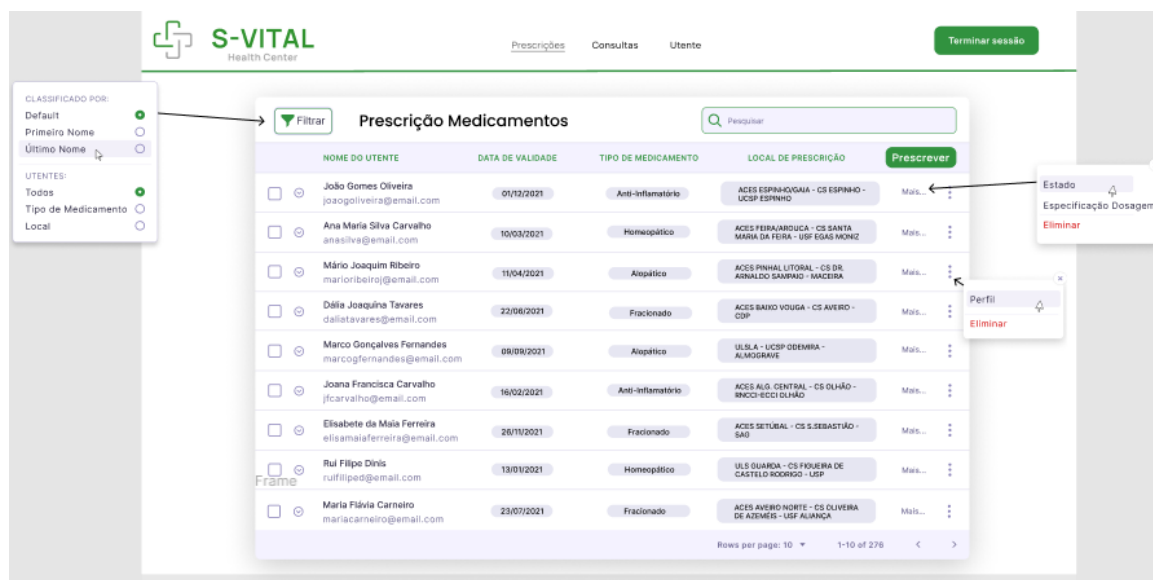 S-VITAL
Health Center
Prescrições
Consultas
Utente
Terminar sessão
CLASSIFICADO POR:
Default
Primeiro Nome
Último Nome
UTENTES:
Todos
Tipo de Medicamento
Local
Filtrar
Prescrição Medicamentos
Pesquisar
NOME DO UTENTE
DATA DE VALIDADE
TIPO DE MEDICAMENTO
LOCAL DE PRESCRIÇÃO
Prescrever
João Gomes Oliveira
joaogoliveira@email.com
01/12/2021
Anti-Inflamatório
ACES ESPINHO/GAIA - CS ESPINHO -
UCSP ESPINHO
Mais...
Ana Maria Silva Carvalho
anasilva@email.com
10/03/2021
Homeopático
ACES FEIRA/AROUCA - CS SANTA
MARIA DA FEIRA - USF EGAS MONIZ
Mais...
Mário Joaquim Ribeiro
marioribeiroj@email.com
11/04/2021
Alopático
ACES PINHAL LITORAL - CS DR.
ARNALDO SAMPAIO - MACEIRA
Mais...
Dália Joaquina Tavares
daliatavares@email.com
22/06/2021
Fracionado
ACES BAIXO VOUGA - CS AVEIRO -
CDP
Mais...
Marco Gonçalves Fernandes
marcogfernandes@email.com
09/09/2021
Alopático
ULSLA - UCSP ODEMIRA -
ALMOGRAVE
Mais...
Joana Francisca Carvalho
jfcarvalho@email.com
16/02/2021
Anti-Inflamatório
ACES ALG. CENTRAL - CS OLHÃO -
RNCCI-ECCI OLHÃO
Mais...
Elisabete da Maia Ferreira
elisamaiaferreira@email.com
26/11/2021
Fracionado
ACES SETÚBAL - CS S.SEBASTIÃO -
SAG
Mais...
Rui Filipe Dinis
ruifiliped@email.com
13/01/2021
Homeopático
ULS GUARDA - CS FIGUEIRA DE
CASTELO RODRIGO - USP
Mais...
Frame
Maria Flávia Carneiro
mariacarneiro@email.com
23/07/2021
Fracionado
ACES AVEIRO NORTE - CS OLIVEIRA
DE AZEMÉIS - USF ALIANÇA
Mais...
Rows per page: 10
1-10 of 276
Estado
Especificação Dosagem
Eliminar
Perfil
Eliminar